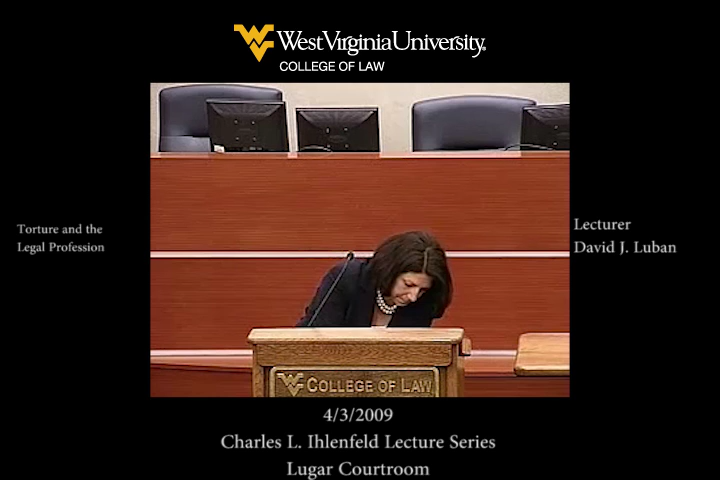 WestVirginiaUniversity.
COLLEGE OF LAW
Torture and the
Legal Profession
Lecturer
David J. Luban
COLLEGE OF LAW
4/3/2009
Charles L. Ihlenfeld Lecture Series
Lugar Courtroom